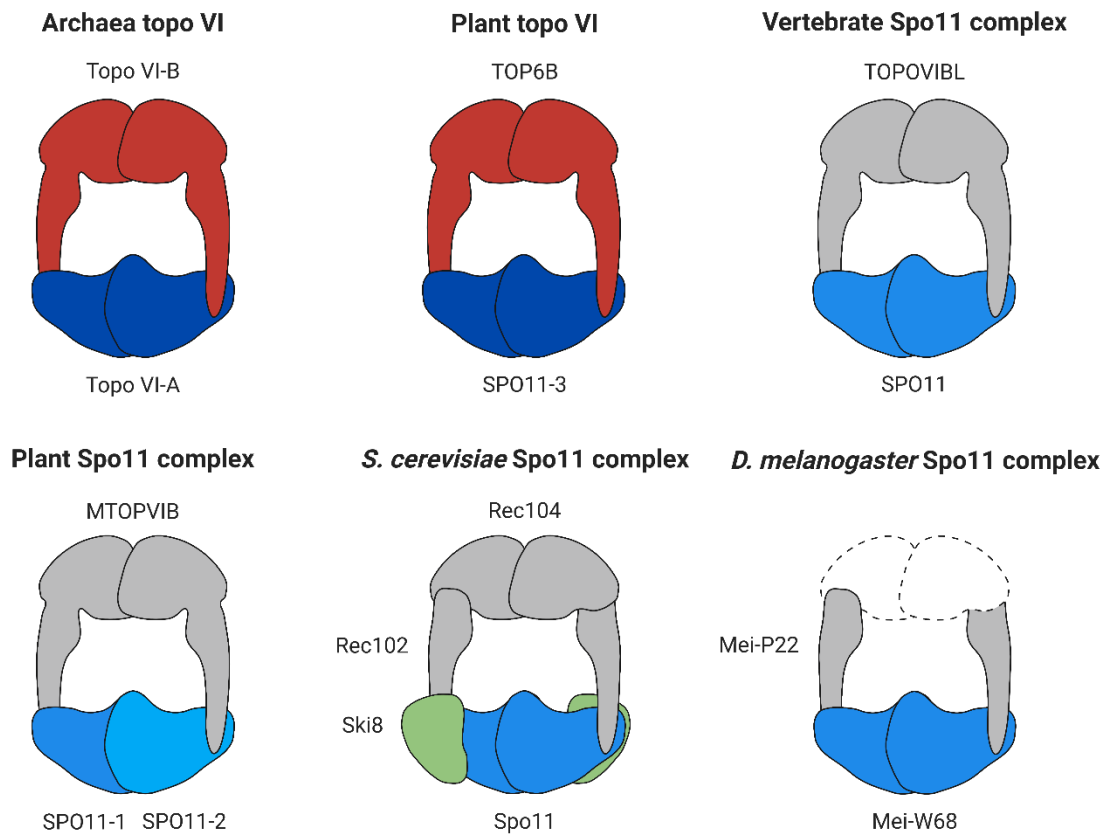 Archaea topo VI
Topo VI-B
Topo VI-A
Plant topo VI
TOP6B
SPO11-3
Vertebrate Spo11 complex
TOPOVIBL
SPO11
Plant Spo11 complex
MTOPVIB
SPO11-1 SPO11-2
S. cerevisiae Spo11 complex
Rec104
Rec102
Ski8
Spo11
D. melanogaster Spo11 complex
Mei-P22
Mei-W68